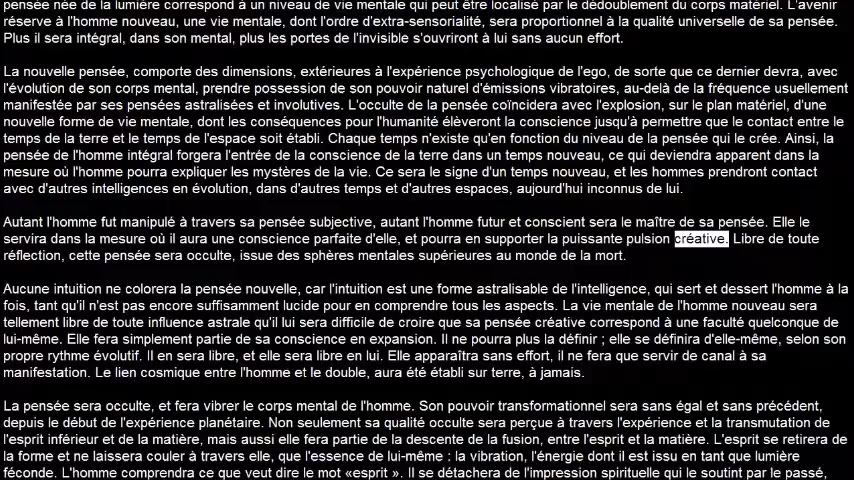 pensée née de la lumière correspond à un niveau de vie mentale qui peut être localisé par le dédoublement du corps matériel. L'avenir
réserve à l'homme nouveau, une vie mentale, dont l'ordre d'extra-sensorialité, sera proportionnel à la qualité universelle de sa pensée.
Plus il sera intégral, dans son mental, plus les portes de l'invisible s'ouvriront à lui sans aucun effort.
La nouvelle pensée, comporte des dimensions, extérieures à l'expérience psychologique de l'ego, de sorte que ce dernier devra, avec
l'évolution de son corps mental, prendre possession de son pouvoir naturel d'émissions vibratoires, au-delà de la fréquence usuellement
manifestée par ses pensées astralisées et involutives. L'occulte de la pensée coïncidera avec l'explosion, sur le plan matériel, d'une
nouvelle forme de vie mentale, dont les conséquences pour l'humanité élèveront la conscience jusqu'à permettre que le contact entre le
temps de la terre et le temps de l'espace soit établi. Chaque temps n'existe qu'en fonction du niveau de la pensée qui le crée. Ainsi, la
pensée de l'homme intégral forgera l'entrée de la conscience de la terre dans un temps nouveau, ce qui deviendra apparent dans la
mesure où l'homme pourra expliquer les mystères de la vie. Ce sera le signe d'un temps nouveau, et les hommes prendront contact
avec d'autres intelligences en évolution, dans d'autres temps et d'autres espaces, aujourd'hui inconnus de lui.
Autant l'homme fut manipulé à travers sa pensée subjective, autant l'homme futur et conscient sera le maître de sa pensée. Elle le
servira dans la mesure où il aura une conscience parfaite d'elle, et pourra en supporter la puissante pulsion créative. Libre de toute
réflection, cette pensée sera occulte, issue des sphères mentales supérieures au monde de la mort.
Aucune intuition ne colorera la pensée nouvelle, car l'intuition est une forme astralisable de l'intelligence, qui sert et dessert l'homme à la
fois, tant qu'il n'est pas encore suffisamment lucide pour en comprendre tous les aspects. La vie mentale de l'homme nouveau sera
tellement libre de toute influence astrale qu'il lui sera difficile de croire que sa pensée créative correspond à une faculté quelconque de
lui-même. Elle fera simplement partie de sa conscience en expansion. Il ne pourra plus la définir ; elle se définira d'elle-même, selon son
propre rythme évolutif. Il en sera libre, et elle sera libre en lui. Elle apparaîtra sans effort, il ne fera que servir de canal à sa
manifestation. Le lien cosmique entre l'homme et le double, aura été établi sur terre, à jamais.
La pensée sera occulte, et fera vibrer le corps mental de l'homme. Son pouvoir transformationnel sera sans égal et sans précédent,
depuis le début de l'expérience planétaire. Non seulement sa qualité occulte sera perçue à travers l'expérience et la transmutation de
l'esprit inférieur et de la matière, mais aussi elle fera partie de la descente de la fusion, entre l'esprit et la matière. L'esprit se retirera de
la forme et ne laissera couler à travers elle, que l'essence de lui-même : la vibration, l'énergie dont il est issu en tant que lumière
féconde. L'homme comprendra ce que veut dire le mot «esprit ». Il se détachera de l'impression spirituelle qui le soutint par le passé,